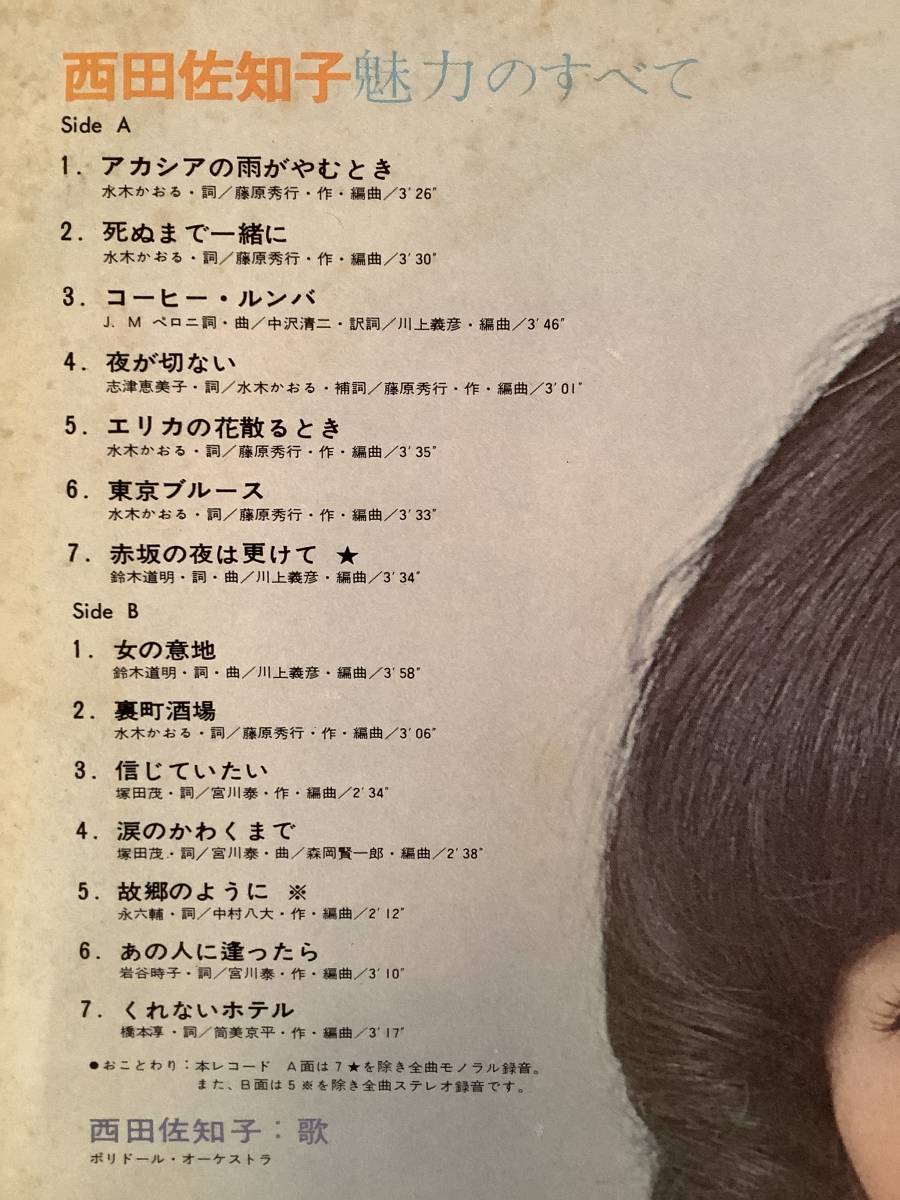 西田佐知子魅力のすべて
Side A
1. アカシアの雨がやむとき
水木かおる・詞／藤原秀行・作・編曲／3'26"
2. 死ぬまで一緒に
水木かおる・詞／藤原秀行・作・編曲／3'30"
3. コーヒー・ルンバ
J. M ペロニ詞・曲／中沢清二・訳詞／川上義彦・編曲／3'46"
4. 夜が切ない
志津恵美子・詞／水木かおる・補詞／藤原秀行・作・編曲／3'01"
5. エリカの花散るとき
水木かおる・詞／藤原秀行・作・編曲／3'35"
6. 東京ブルース
水木かおる・詞／藤原秀行・作・編曲／3'33"
7. 赤坂の夜は更けて ★
鈴木道明・詞・曲／川上義彦・編曲／3'34"
Side B
1. 女の意地
鈴木道明・詞・曲／川上義彦・編曲／3'58"
2. 裏町酒場
水木かおる・詞／藤原秀行・作・編曲／3'06"
3. 信じていたい
塚田茂・詞／宮川泰・作・編曲／2'34"
4. 涙のかわくまで
塚田茂・詞／宮川泰・曲／森岡賢一郎・編曲／2'38"
5. 故郷のように ※
永六輔・詞／中村八大・作・編曲／2'12"
6. あの人に逢ったら
岩谷時子・詞／宮川泰・作・編曲／3'10"
7. くれないホテル
橋本淳・詞／筒美京平・作・編曲／3'17"
●おことわり：本レコード A面は7★を除き全曲モノラル録音。
また、B面は5※を除き全曲ステレオ録音です。
西田佐知子：歌
ポリドール・オーケストラ